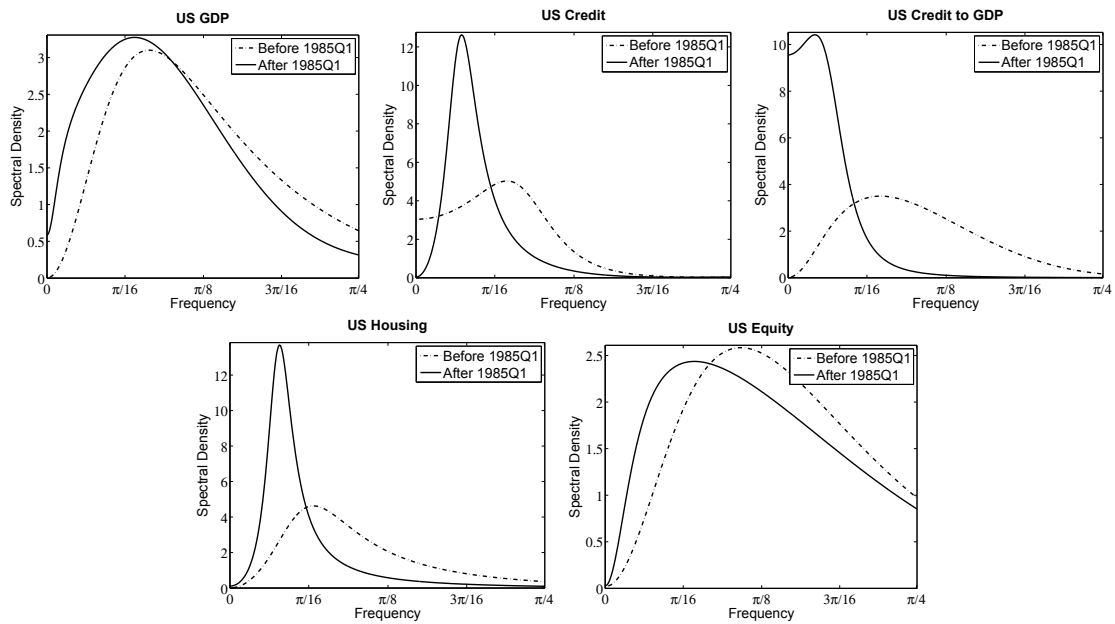 US GDP
Before 1985Q1
After 1985Q1
Spectral Density
3
2.5
2
1.5
1
0.5
0
0
π/16
π/8
3π/16
π/4
Frequency
US Credit
Before 1985Q1
After 1985Q1
Spectral Density
12
10
8
6
4
2
0
0
π/16
π/8
3π/16
π/4
Frequency
US Credit to GDP
Before 1985Q1
After 1985Q1
Spectral Density
10
8
6
4
2
0
0
π/16
π/8
3π/16
π/4
Frequency
US Housing
Before 1985Q1
After 1985Q1
Spectral Density
12
10
8
6
4
2
0
0
π/16
π/8
3π/16
π/4
Frequency
US Equity
Before 1985Q1
After 1985Q1
Spectral Density
2.5
2
1.5
1
0.5
0
0
π/16
π/8
3π/16
π/4
Frequency